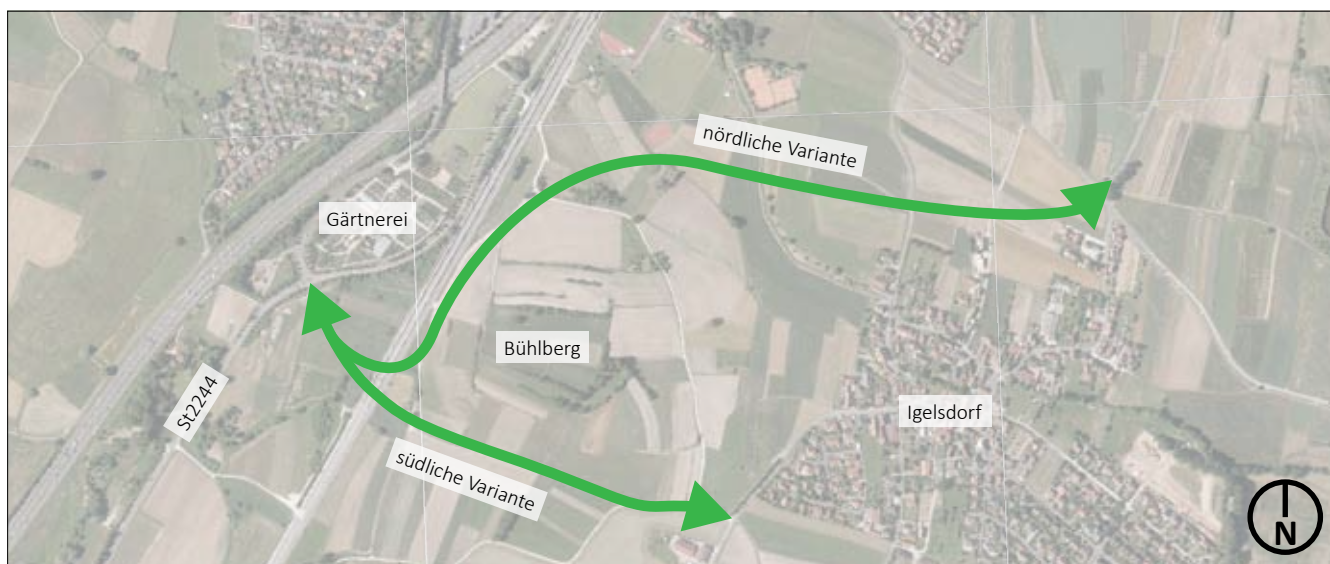 nördliche Variante
Gärtnerei
Bühlberg
St2244
Igelsdorf
südliche Variante
N